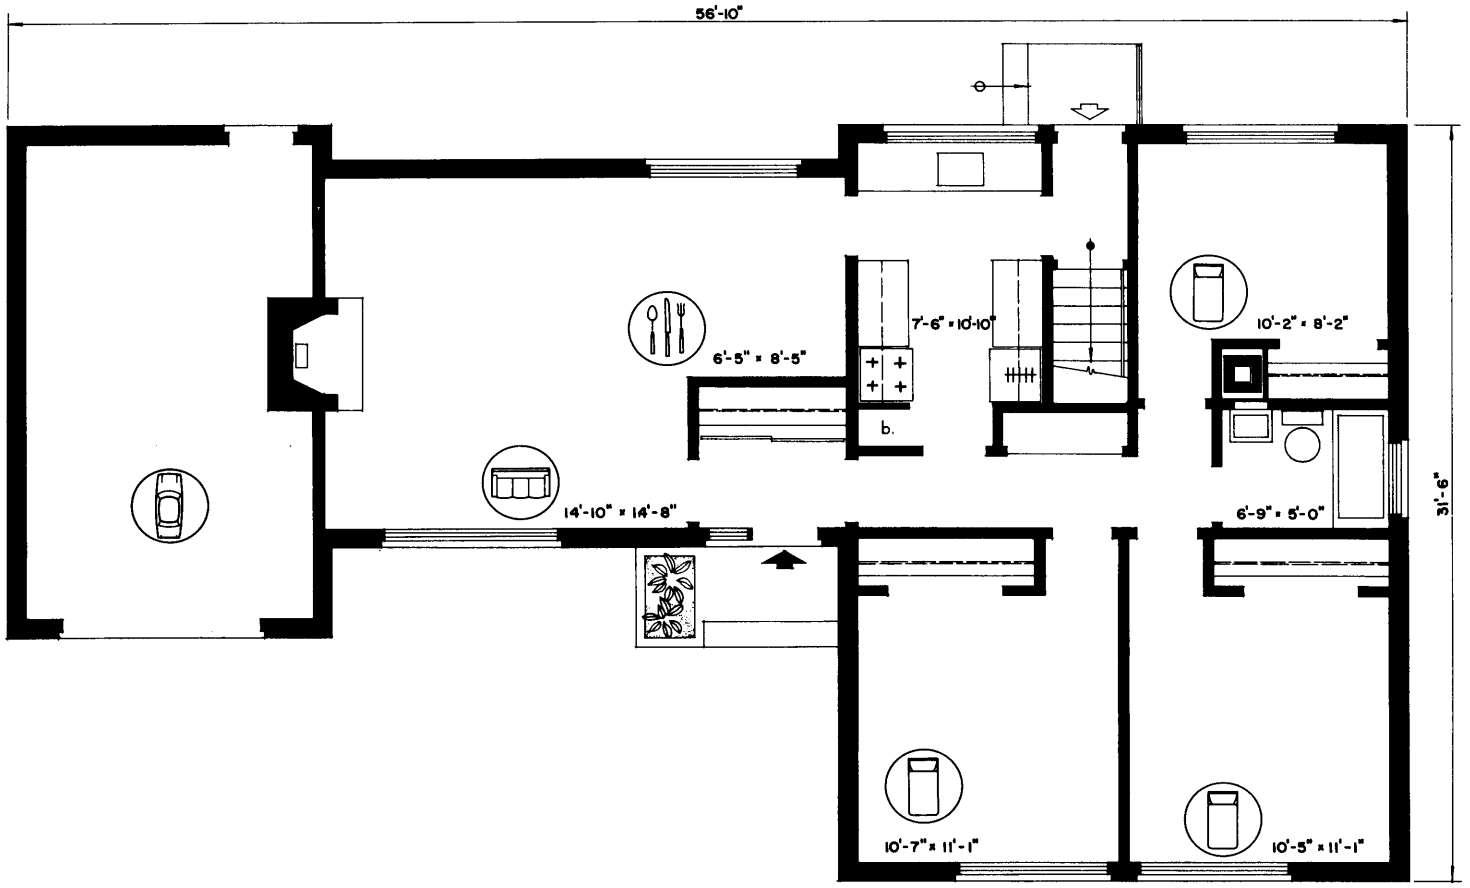 56'-10"
7'-6" x 10'-10"
10'-2" x 8'-2"
6'-5" x 8'-5"
b.
14'-10" x 14'-8"
6'-9" x 5'-0"
31'-6"
10'-7" x 11'-1"
10'-5" x 11'-1"